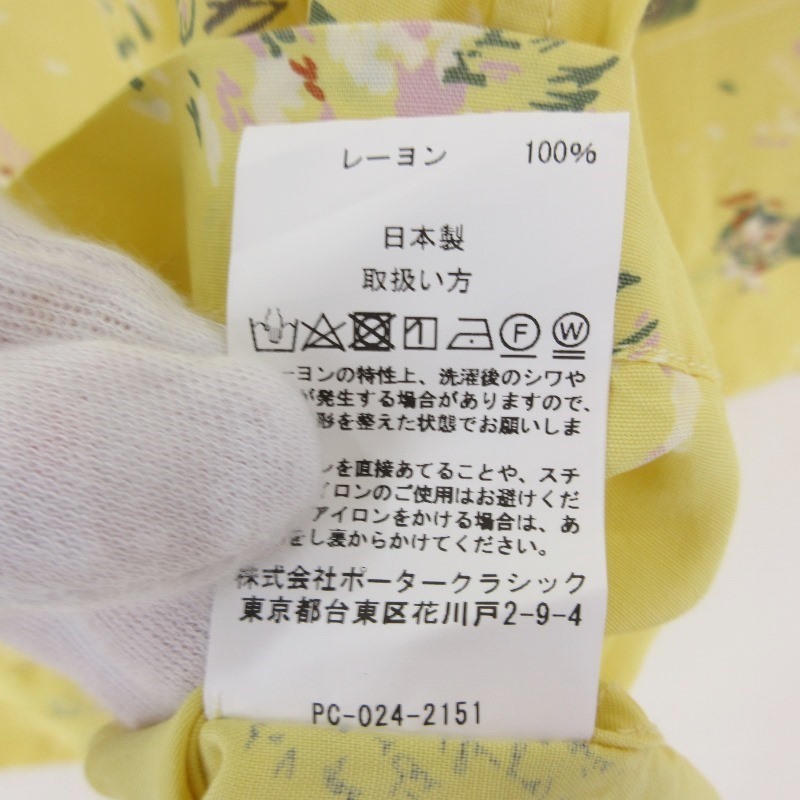 レーヨン 100%
日本製
取扱い方
F W
ーヨンの特性上、洗濯後のシワや
が発生する場合がありますので、
形を整えた状態でお願いしま
ンを直接あてることや、スチ
イロンのご使用はお避けくだ
アイロンをかける場合は、あ
をし裏からかけてください。
株式会社ポータークラシック
東京都台東区花川戸2-9-4
PC-024-2151